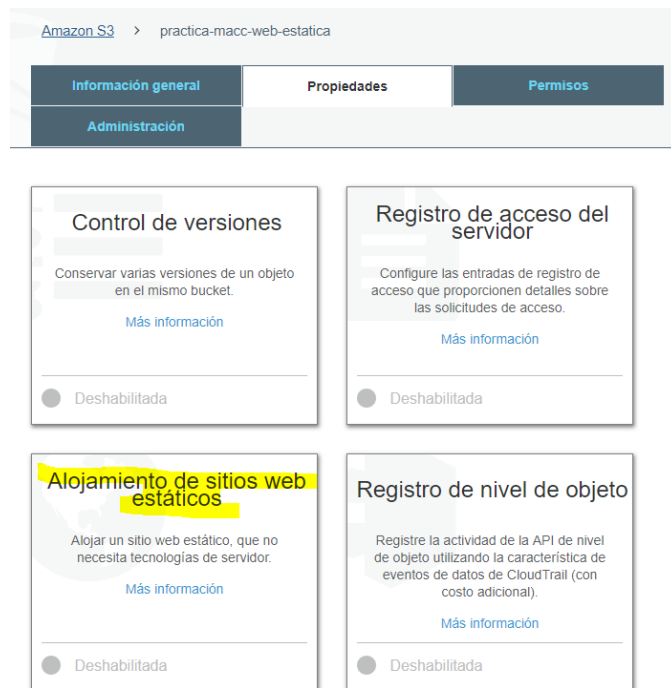 Amazon S3 > practica-macc-web-estatica
Información general
Propiedades
Permisos
Administración
Control de versiones
Conservar varias versiones de un objeto
en el mismo bucket.
Más información
Deshabilitada
Registro de acceso del
servidor
Configure las entradas de registro de
acceso que proporcionen detalles sobre
las solicitudes de acceso.
Más información
Deshabilitada
Alojamiento de sitios web
estáticos
Alojar un sitio web estático, que no
necesita tecnologías de servidor.
Más información
Deshabilitada
Registro de nivel de objeto
Registre la actividad de la API de nivel
de objeto utilizando la característica de
eventos de datos de CloudTrail (con
costo adicional).
Más información
Deshabilitada